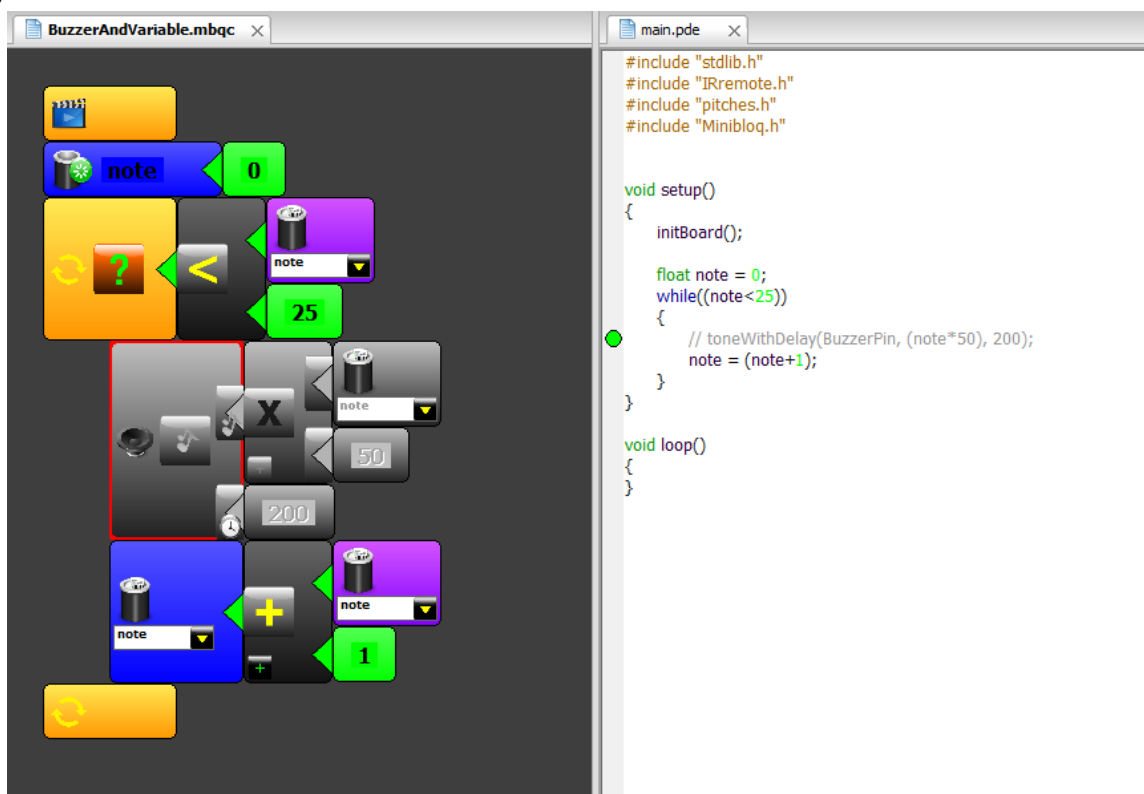 BuzzerAndVariable.mbqc
note 0
? < note
25
X note
50
200
note + note
+ 1
main.pde
#include "stdlib.h"
#include "IRremote.h"
#include "pitches.h"
#include "Minibloq.h"
void setup()
{
initBoard();
float note = 0;
while((note<25))
{
// toneWithDelay(BuzzerPin, (note*50), 200);
note = (note+1);
}
}
void loop()
{
}